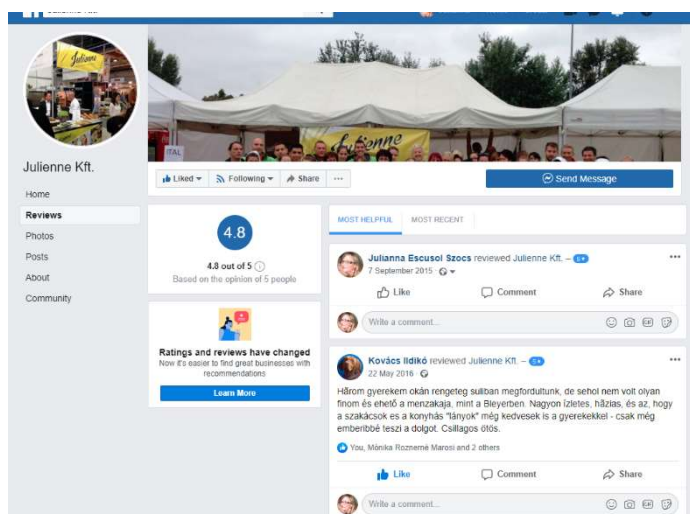 Julienne
ITAL
Julienne
Julienne Kft.
Home
Reviews
Photos
Posts
About
Community
Liked
Following
Share
Send Message
4.8
4.8 out of 5
Based on the opinion of 5 people
Ratings and reviews have changed
Now it's easier to find great businesses with
recommendations
Learn More
MOST HELPFUL MOST RECENT
Julianna Escusol Szocs reviewed Julienne Kft. – 5
7 September 2015 ·
Like Comment Share
Write a comment...
Kovács Ildikó reviewed Julienne Kft. – 5
22 May 2016 ·
Három gyerekem okán rengeteg suliban megfordultunk, de sehol nem volt olyan
finom és ehető a menzakaja, mint a Bleyerben. Nagyon ízletes, házias, és az, hogy
a szakácsok es a konyhás "lányok" még kedvesek is a gyerekekkel - csak még
emberibbé teszi a dolgot. Csillagos ötös.
You, Mónika Roznerné Marosi and 2 others
Like Comment Share
Write a comment...